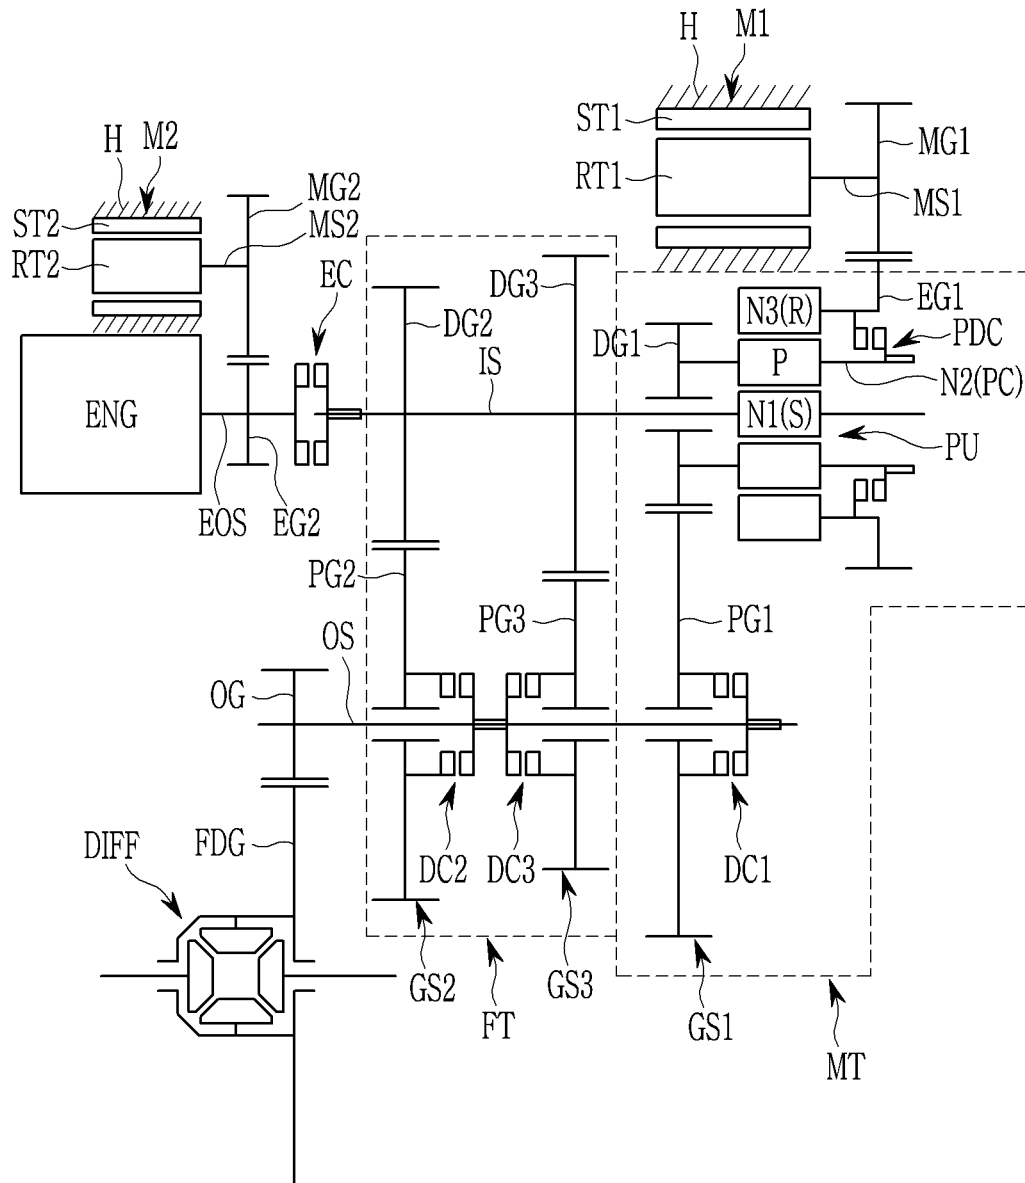 H
M1
ST1
MG1
RT1
MS1
H
M2
MG2
ST2
MS2
RT2
EC
DG3
DG2
N3(R)
EG1
DG1
PDC
P
IS
N2(PC)
ENG
N1(S)
PU
EOS
EG2
PG2
PG3
PG1
OS
OG
DIFF
FDG
DC2
DC3
DC1
GS2
GS3
FT
GS1
MT